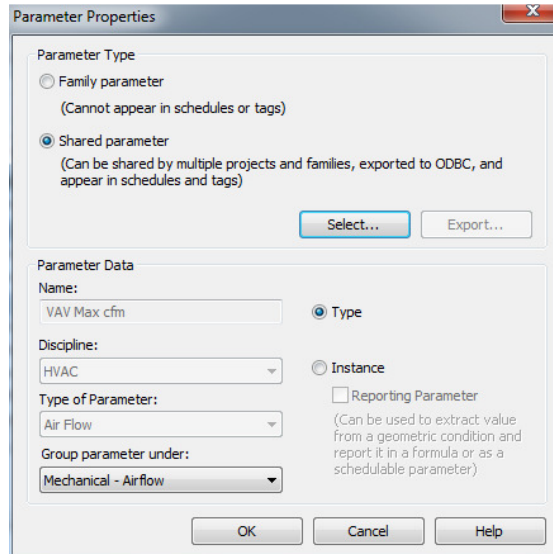 Parameter Properties
X
Parameter Type
Family parameter
(Cannot appear in schedules or tags)
Shared parameter
(Can be shared by multiple projects and families, exported to ODBC, and
appear in schedules and tags)
Select...
Export...
Parameter Data
Name:
VAV Max cfm
Type
Discipline:
HVAC
Instance
Reporting Parameter
Type of Parameter:
Air Flow
(Can be used to extract value
from a geometric condition and
report it in a formula or as a
schedulable parameter)
Group parameter under:
Mechanical - Airflow
OK
Cancel
Help